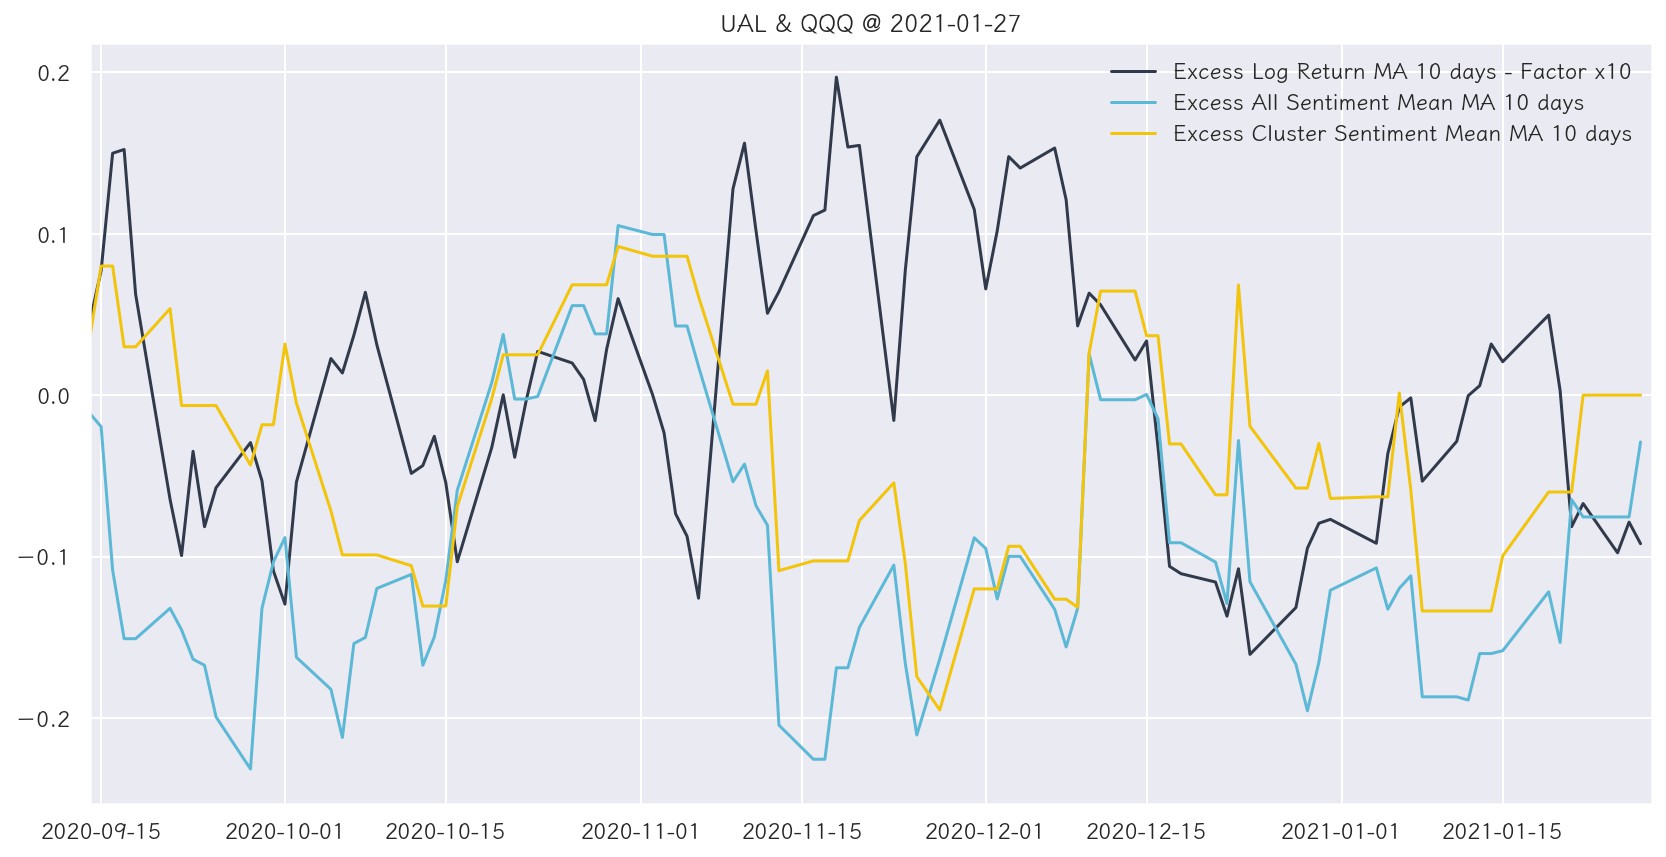 UAL & QQQ @ 2021-01-27
Excess Log Return MA 10 days - Factor x10
Excess All Sentiment Mean MA 10 days
Excess Cluster Sentiment Mean MA 10 days
0.2
0.1
0.0
−0.1
−0.2
2020-09-15 2020-10-01 2020-10-15 2020-11-01 2020-11-15 2020-12-01 2020-12-15 2021-01-01 2021-01-15